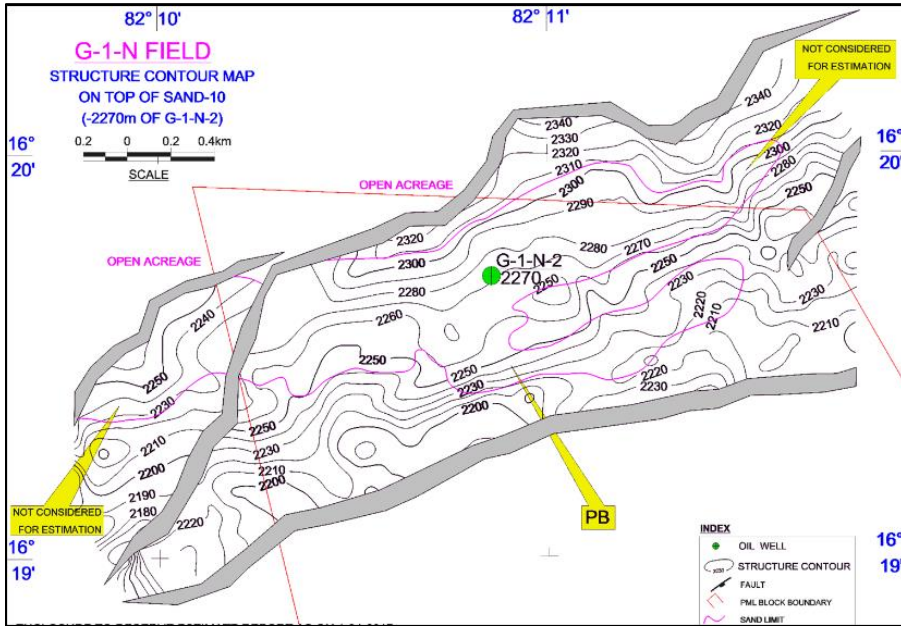 82° 10'
82° 11'
G-1-N FIELD
STRUCTURE CONTOUR MAP
ON TOP OF SAND-10
(-2270m OF G-1-N-2)
0.2 0 0.2 0.4km
SCALE
NOT CONSIDERED
FOR ESTIMATION
16°
20'
16°
20'
OPEN ACREAGE
OPEN ACREAGE
2340
2330
2320
2310
2300
2290
2340
2320
2300
2280
2250
2320
2300
2280
2260
2280
2270
2250
2230
G-1-N-2
2270
2250
2220
2210
2230
2210
2240
2250
2230
2250
2250
2230
2200
2220
2230
2250
2230
2210
2200
2210
2200
2190
2180
2220
NOT CONSIDERED
FOR ESTIMATION
PB
16°
19'
16°
19'
INDEX
OIL WELL
STRUCTURE CONTOUR
FAULT
PML BLOCK BOUNDARY
SAND LIMIT